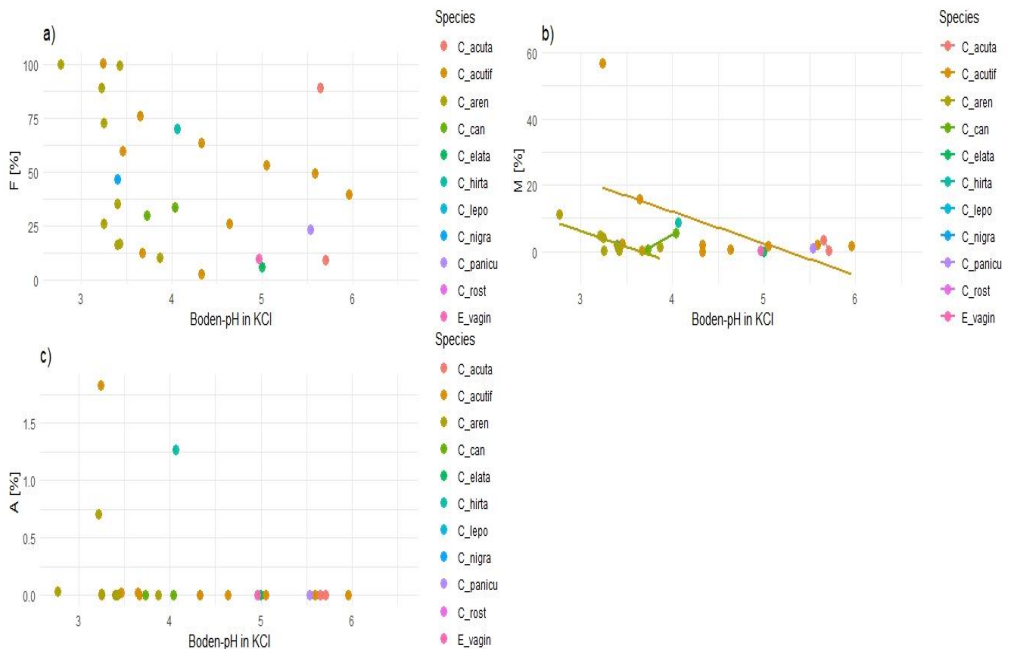 a)
F [%]
100
75
50
25
0
3 4 5 6
Boden-pH in KCl
Species
C_acuta
C_acutif
C_aren
C_can
C_elata
C_hirta
C_lepo
C_nigra
C_panicu
C_rost
E_vagin
b)
M [%]
60
40
20
0
3 4 5 6
Boden-pH in KCl
Species
C_acuta
C_acutif
C_aren
C_can
C_elata
C_hirta
C_lepo
C_nigra
C_panicu
C_rost
E_vagin
c)
A [%]
1.5
1.0
0.5
0.0
3 4 5 6
Boden-pH in KCl
Species
C_acuta
C_acutif
C_aren
C_can
C_elata
C_hirta
C_lepo
C_nigra
C_panicu
C_rost
E_vagin